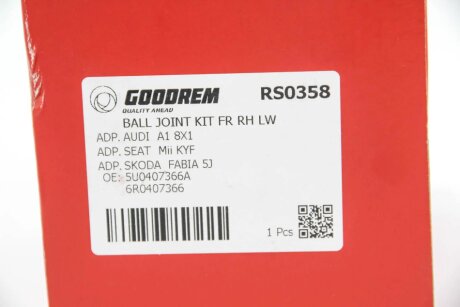 GOODREM RS0358
QUALITY AHEAD
BALL JOINT KIT FR RH LW
ADP. AUDI A1 8X1
ADP. SEAT Mii KYF
ADP. SKODA FABIA 5J
OE: 5U0407366A
6R0407366
1 Pcs